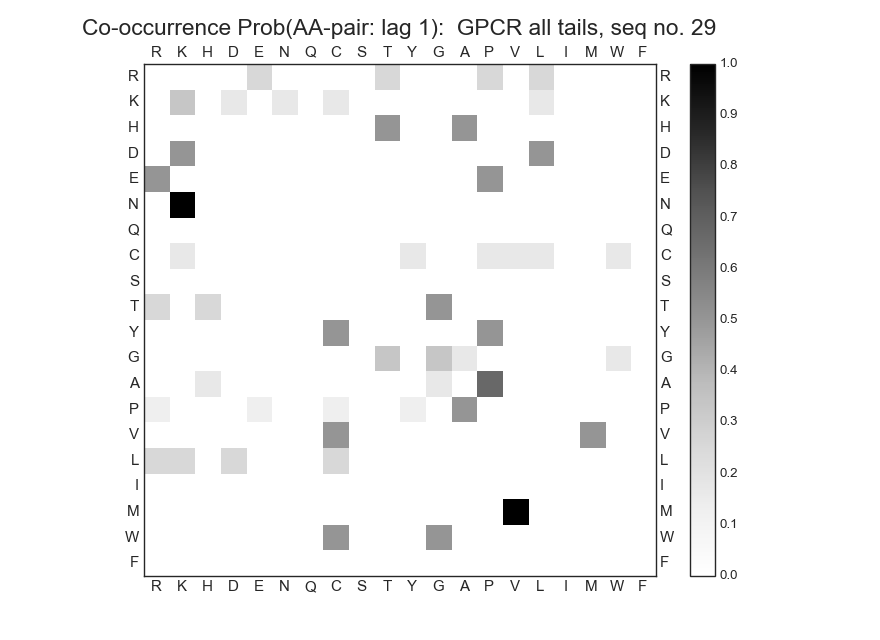 Co-occurrence Prob(AA-pair: lag 1):  GPCR all tails, seq no. 29
R K H D E N Q C S T Y G A P V L I M W F
R R
K K
H H
D D
E E
N N
Q Q
C C
S S
T T
Y Y
G G
A A
P P
V V
L L
I I
M M
W W
F F
R K H D E N Q C S T Y G A P V L I M W F
1.0
0.9
0.8
0.7
0.6
0.5
0.4
0.3
0.2
0.1
0.0